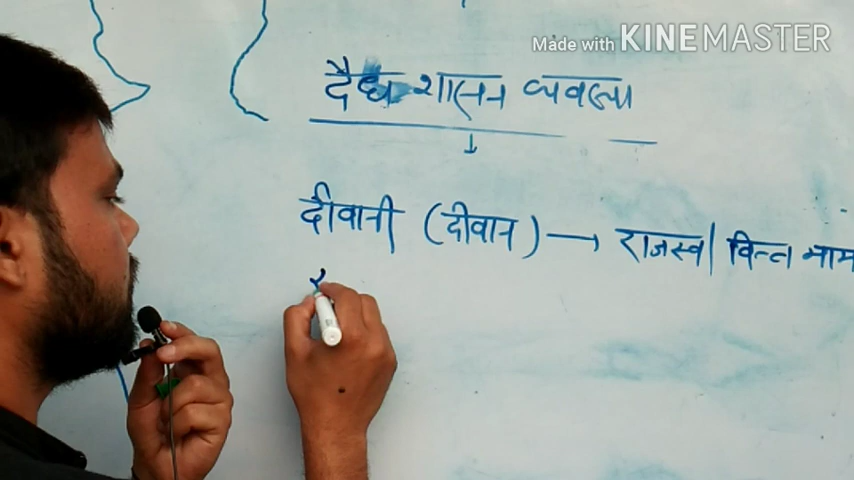 Made with KINEMASTER
द्वैध शासन व्यवस्था
↓
दीवानी (दीवान) → राजस्व| वित्त माम